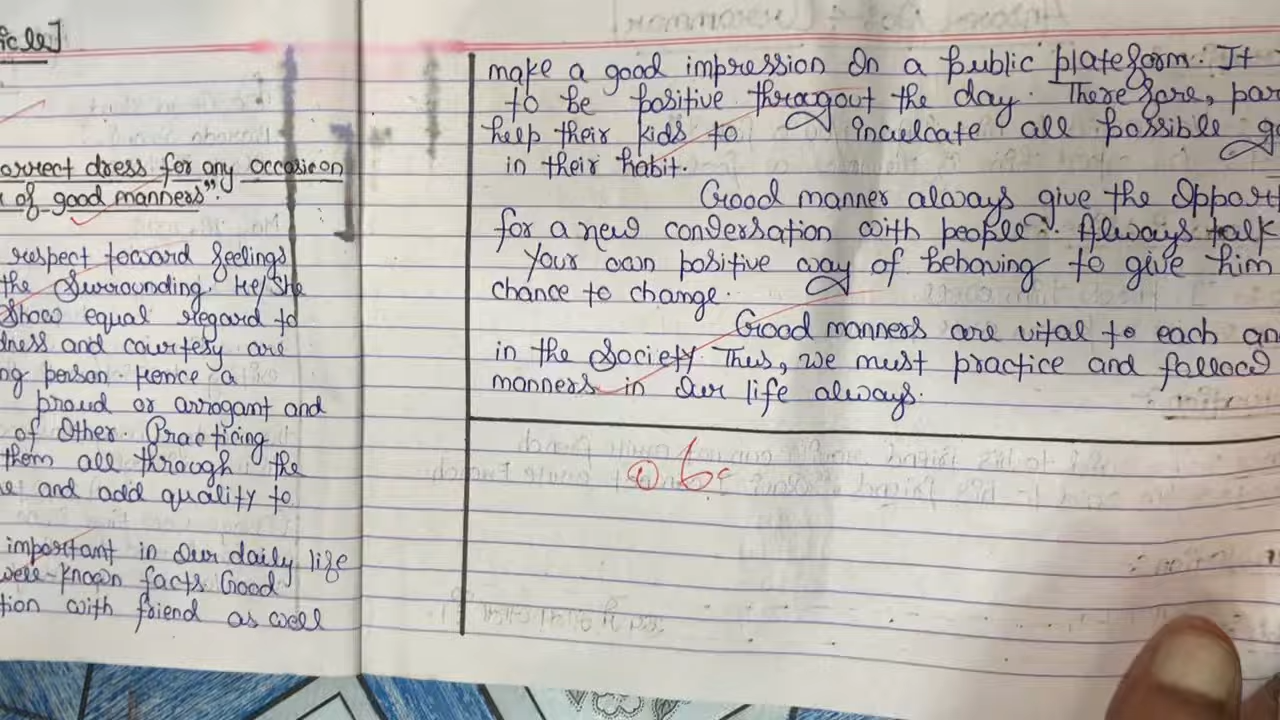 icle]
orrect dress for any occasion
of good manners".
respect toward feelings
the surrounding. He/She
show equal regard to
dness and courtesy are
ng person. Hence a
proud or arrogant and
of other. Practicing
them all through the
and add quality to
important in our daily life
well-known facts Good
tion with friend as well
make a good impression on a public plateform. It
to be positive througout the day. Therefore, par
help their kids to inculcate all possible g
in their habit.
Good manner always give the opport
for a new conversation with people. Always talk
your own positive way of behaving to give him
chance to change.
Good manners are vital to each an
in the society. Thus, we must practice and follow
manners in our life always.